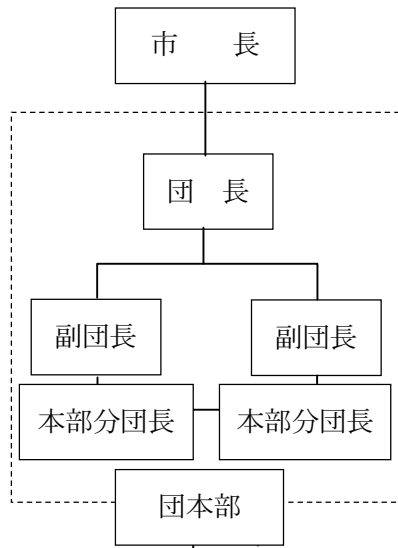 市　　長
団　長
副団長
副団長
本部分団長
本部分団長
団本部